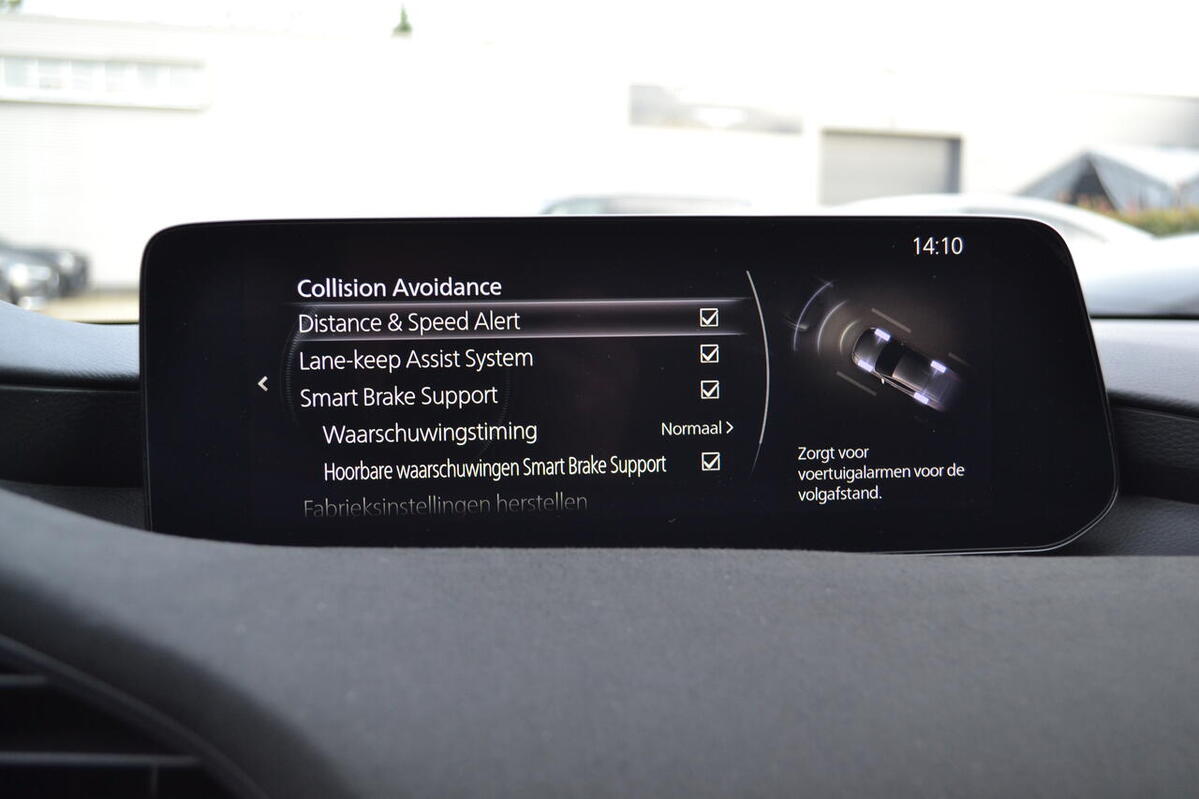 14:10
Collision Avoidance
Distance & Speed Alert
Lane-keep Assist System
Smart Brake Support
Waarschuwingstiming Normaal >
Hoorbare waarschuwingen Smart Brake Support
Fabrieksinstellingen herstellen
Zorgt voor
voertuigalarmen voor de
volgafstand.